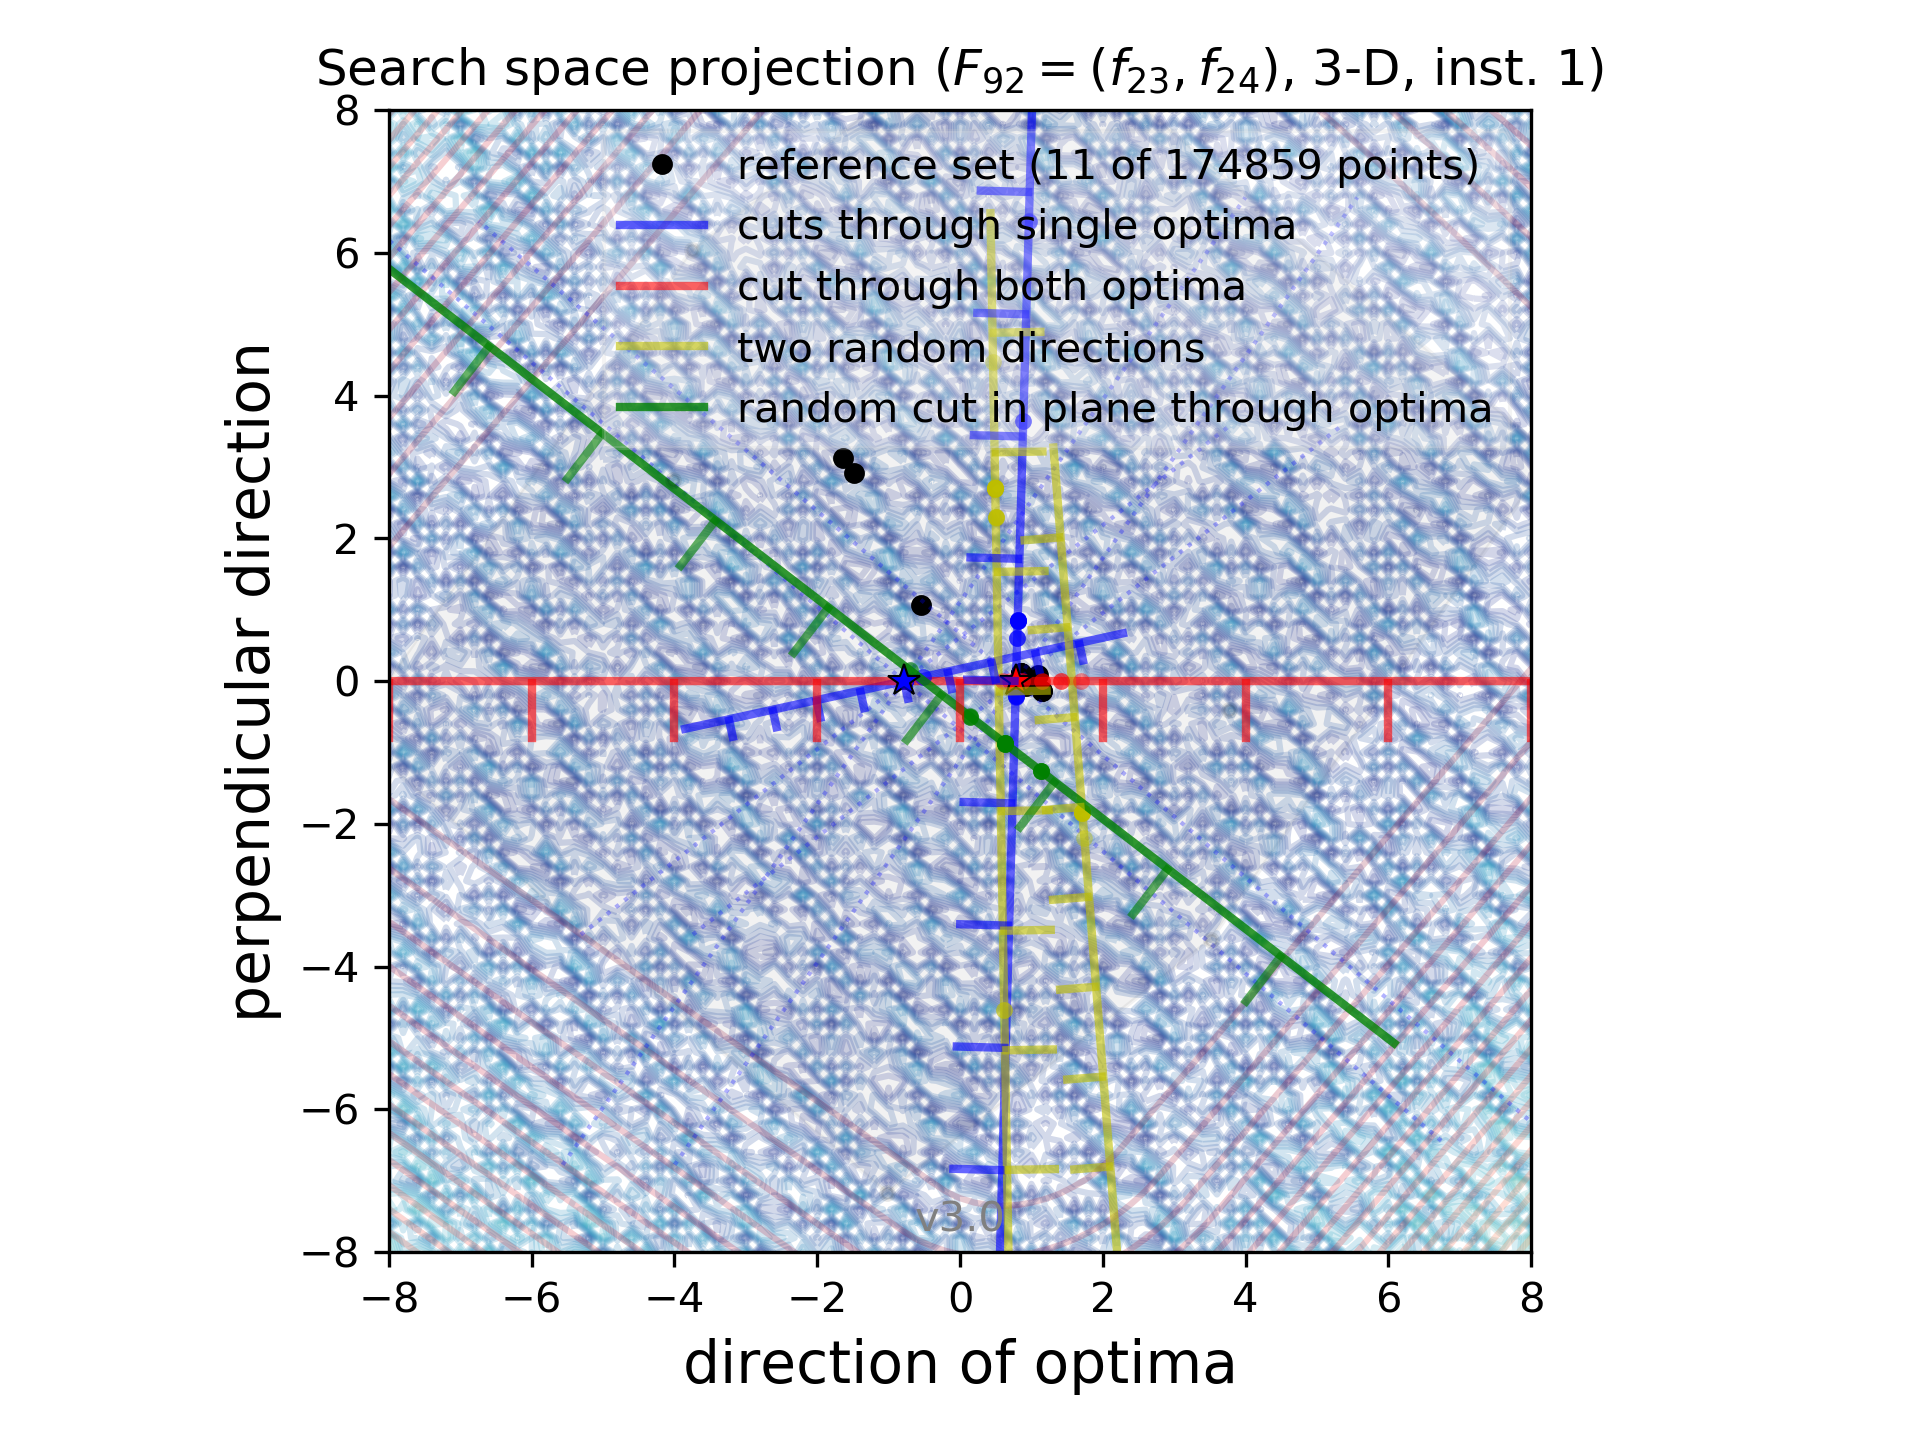 Search space projection (F92 = (f23, f24), 3-D, inst. 1)
8
6
4
2
0
−2
−4
−6
−8
perpendicular direction
reference set (11 of 174859 points)
cuts through single optima
cut through both optima
two random directions
random cut in plane through optima
v3.0
−8 −6 −4 −2 0 2 4 6 8
direction of optima